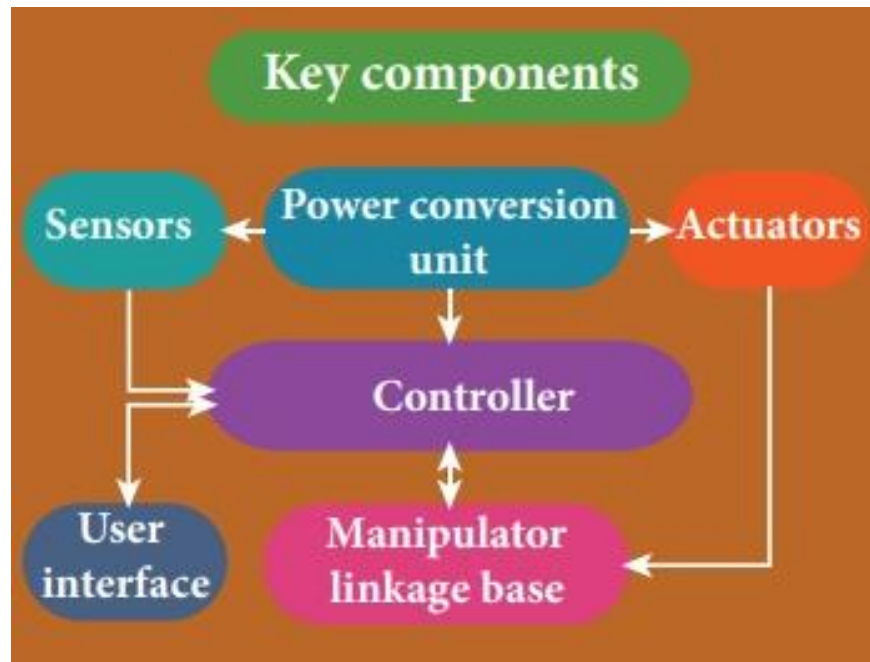 Key components
Sensors
Power conversion
unit
Actuators
Controller
User
interface
Manipulator
linkage base